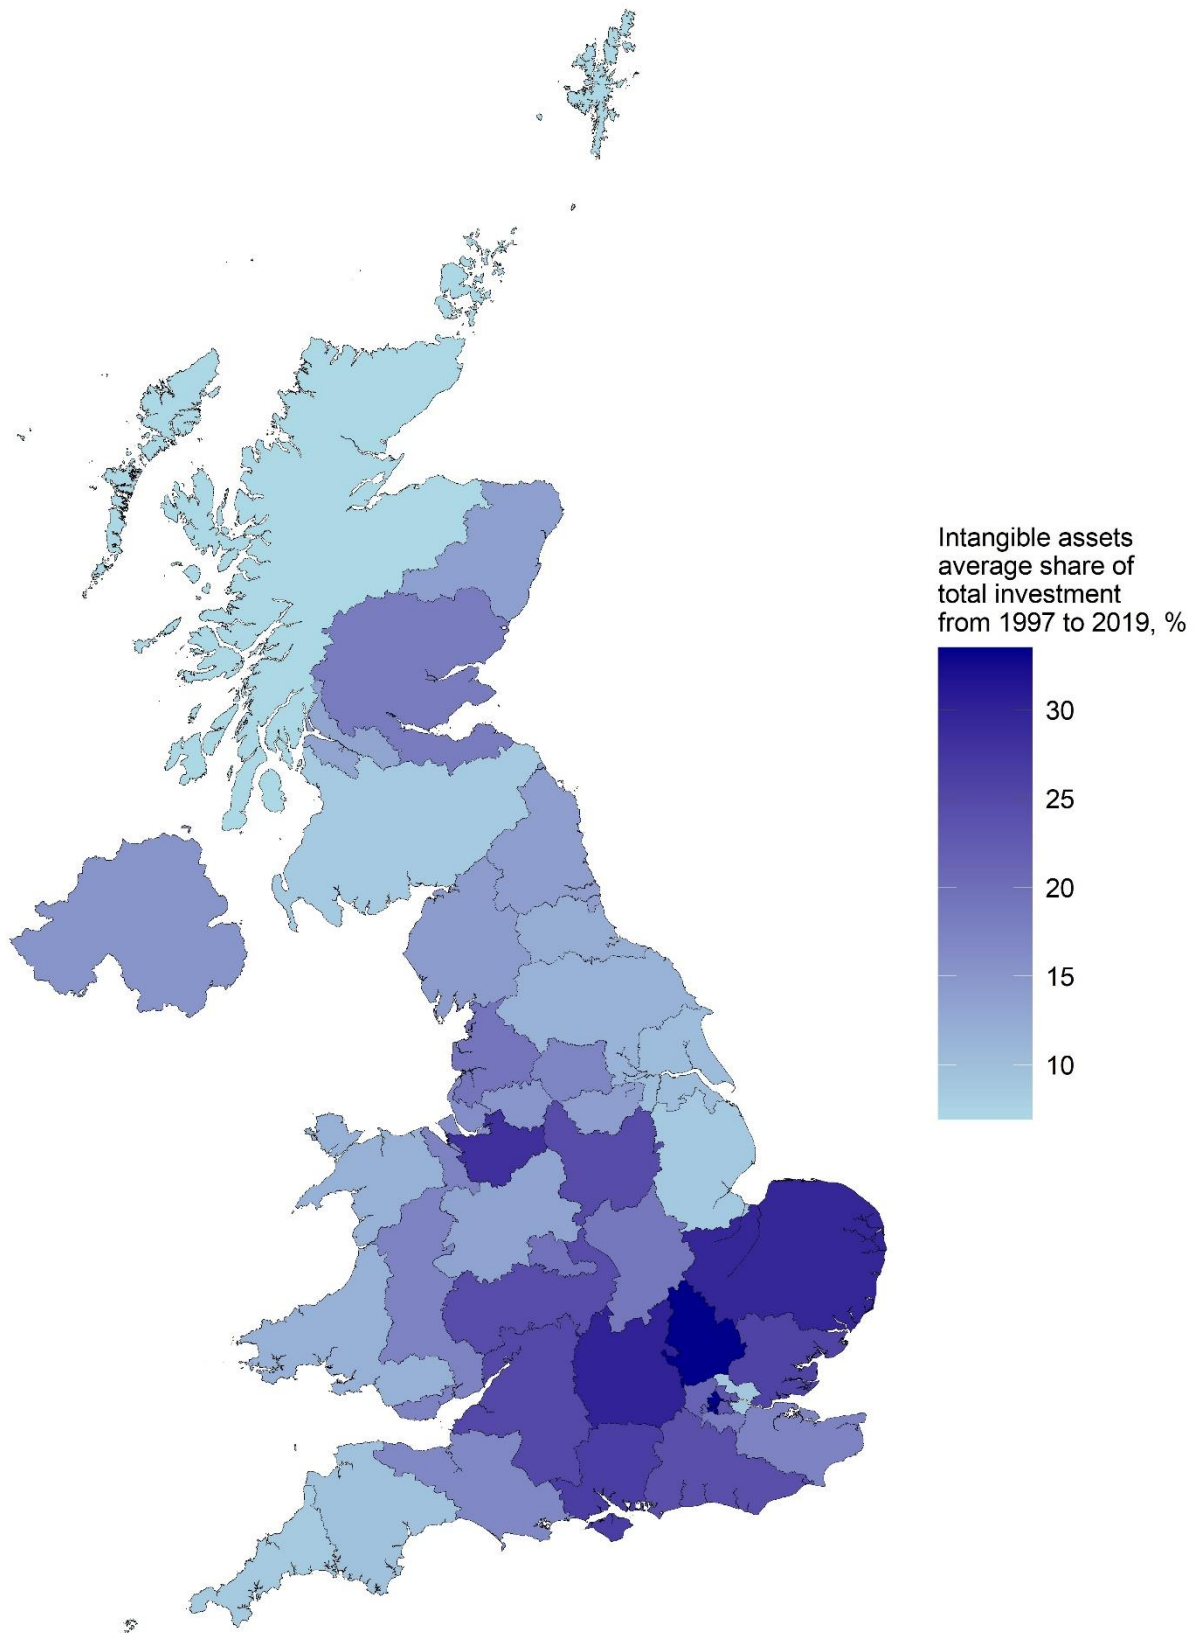 Intangible assets
average share of
total investment
from 1997 to 2019, %
30
25
20
15
10